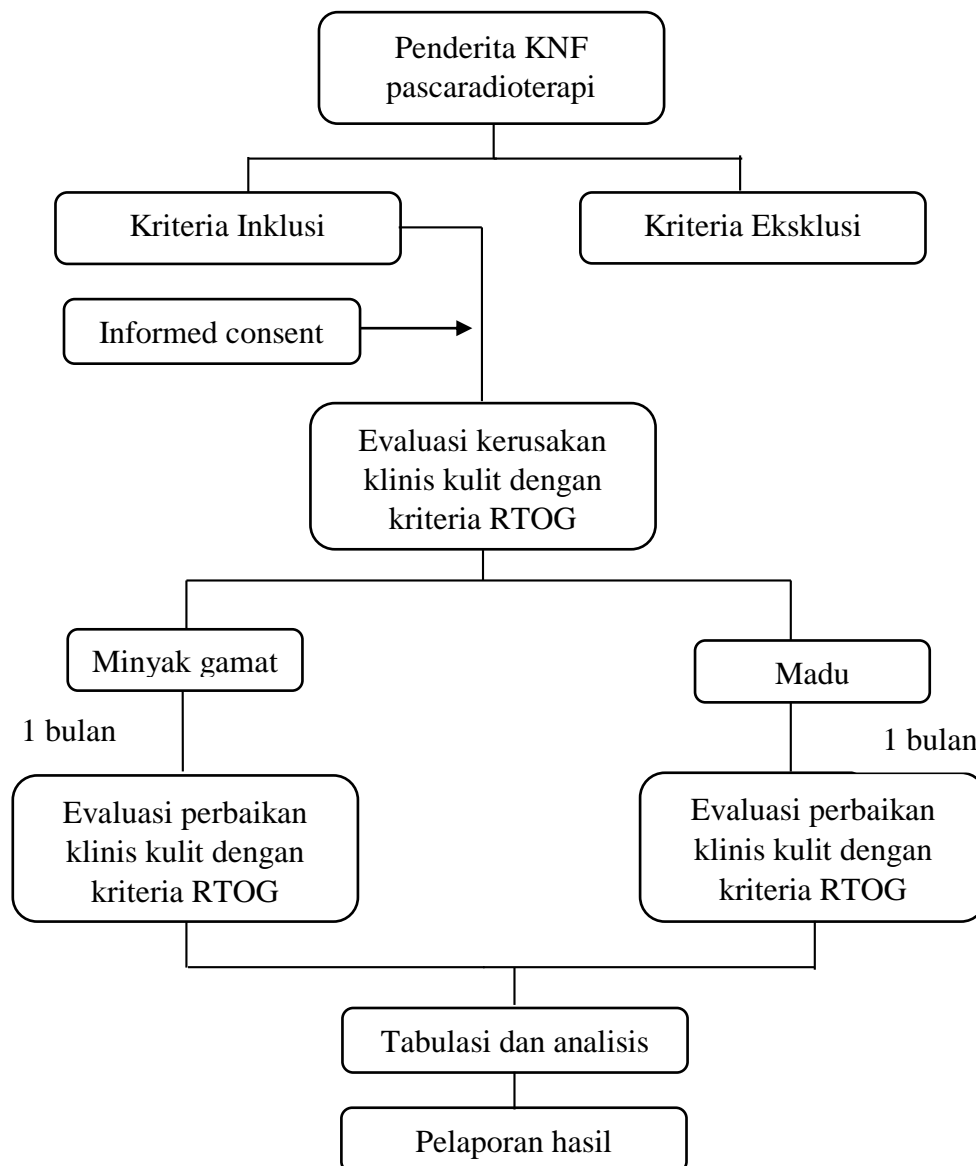 Penderita KNF
pascaradioterapi
Kriteria Inklusi
Kriteria Eksklusi
Informed consent
Evaluasi kerusakan
klinis kulit dengan
kriteria RTOG
Minyak gamat
Madu
1 bulan
1 bulan
Evaluasi perbaikan
klinis kulit dengan
kriteria RTOG
Evaluasi perbaikan
klinis kulit dengan
kriteria RTOG
Tabulasi dan analisis
Pelaporan hasil